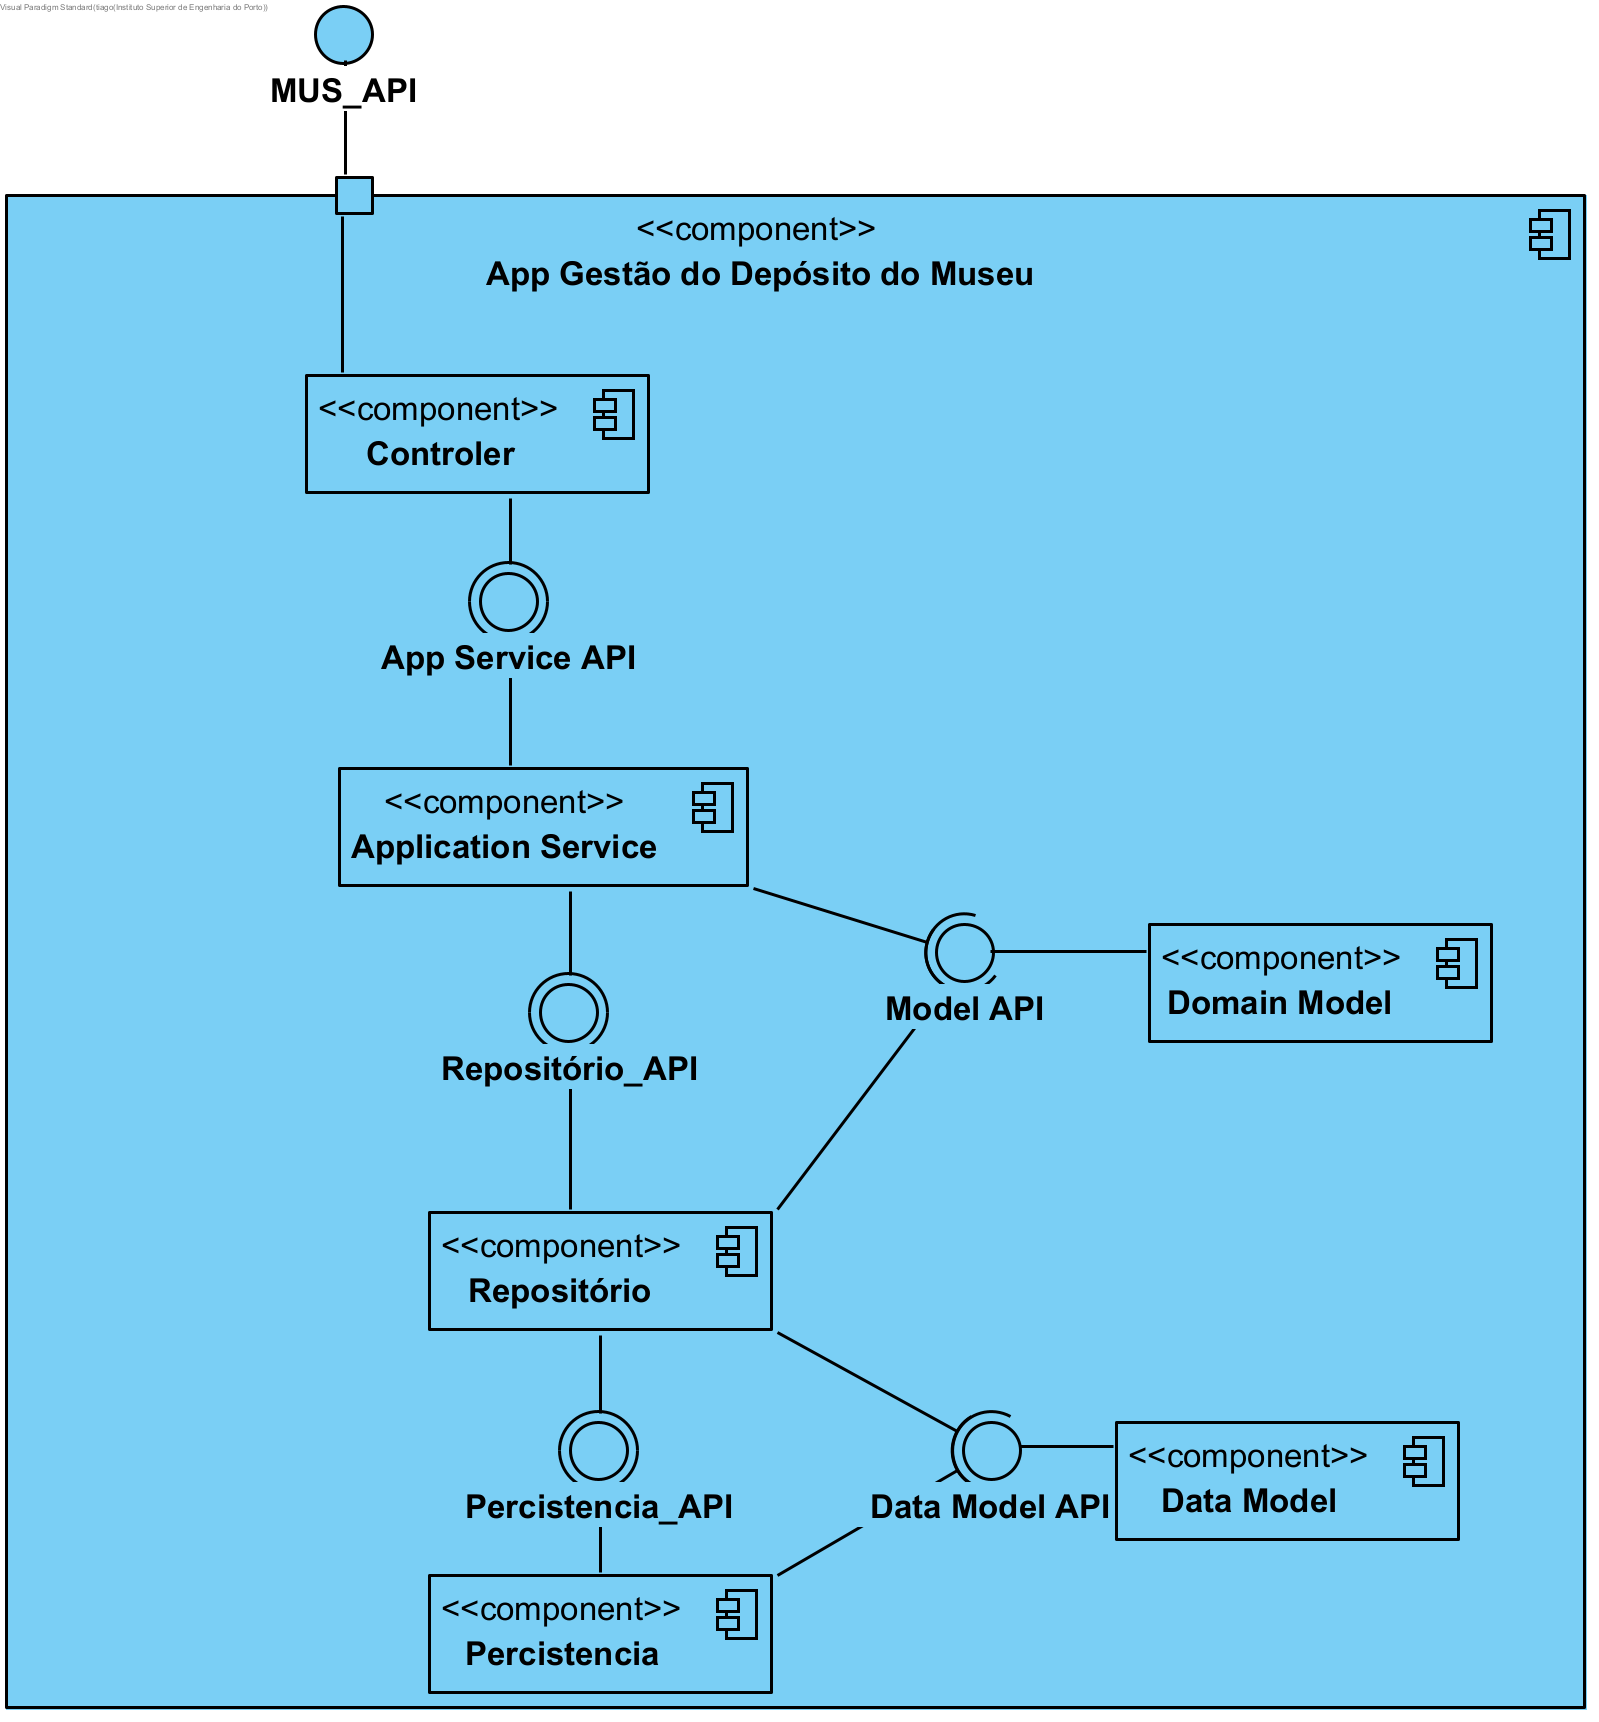 Visual Paradigm Standard(tiago(Instituto Superior de Engenharia do Porto))
MUS_API
<<component>>
App Gestão do Depósito do Museu
<<component>>
Controler
App Service API
<<component>>
Application Service
Model API
<<component>>
Domain Model
Repositório_API
<<component>>
Repositório
Percistencia_API
Data Model API
<<component>>
Data Model
<<component>>
Percistencia